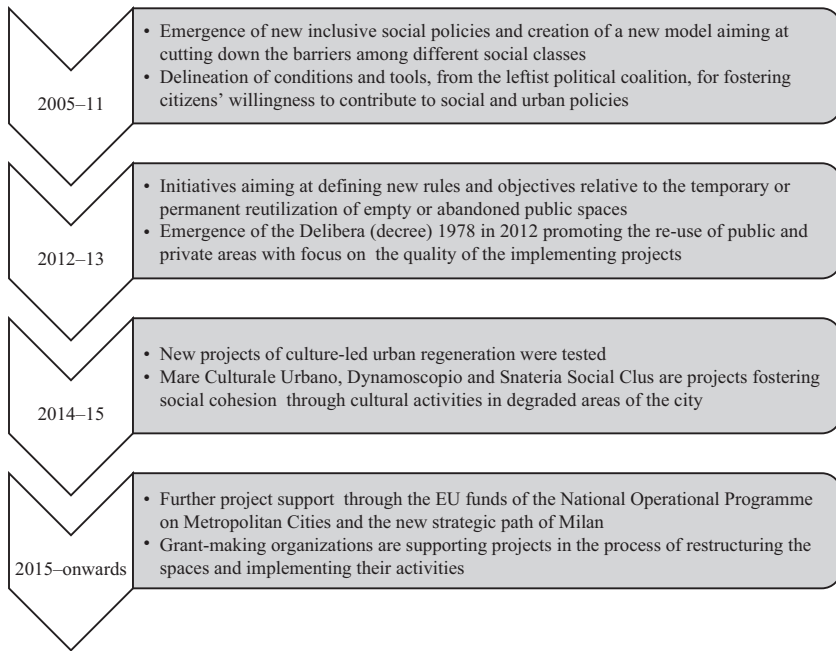 2005–11
• Emergence of new inclusive social policies and creation of a new model aiming at
cutting down the barriers among different social classes
• Delineation of conditions and tools, from the leftist political coalition, for fostering
citizens’ willingness to contribute to social and urban policies
2012–13
• Initiatives aiming at defining new rules and objectives relative to the temporary or
permanent reutilization of empty or abandoned public spaces
• Emergence of the Delibera (decree) 1978 in 2012 promoting the re-use of public and
private areas with focus on the quality of the implementing projects
2014–15
• New projects of culture-led urban regeneration were tested
• Mare Culturale Urbano, Dynamoscopio and Snateria Social Clus are projects fostering
social cohesion through cultural activities in degraded areas of the city
2015–onwards
• Further project support through the EU funds of the National Operational Programme
on Metropolitan Cities and the new strategic path of Milan
• Grant-making organizations are supporting projects in the process of restructuring the
spaces and implementing their activities